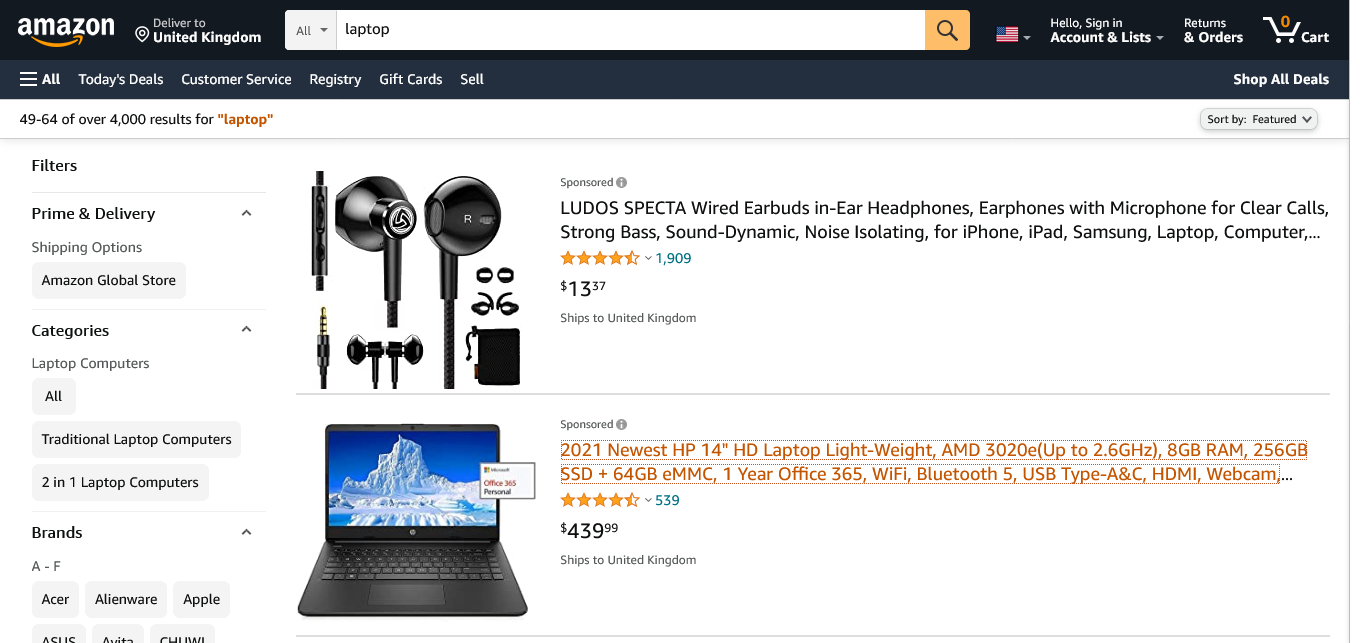 amazon
Deliver to
United Kingdom
All
laptop
Hello, Sign in
Account & Lists
Returns
& Orders
0
Cart
All
Today's Deals
Customer Service
Registry
Gift Cards
Sell
Shop All Deals
49-64 of over 4,000 results for "laptop"
Sort by: Featured
Filters
Prime & Delivery
Shipping Options
Amazon Global Store
Categories
Laptop Computers
All
Traditional Laptop Computers
2 in 1 Laptop Computers
Brands
A - F
Acer
Alienware
Apple
ASUS
Avita
CHUWI
R
Sponsored
LUDOS SPECTA Wired Earbuds in-Ear Headphones, Earphones with Microphone for Clear Calls,
Strong Bass, Sound-Dynamic, Noise Isolating, for iPhone, iPad, Samsung, Laptop, Computer,...
1,909
$13 37
Ships to United Kingdom
Microsoft
Office 365
Personal
hp
Sponsored
2021 Newest HP 14" HD Laptop Light-Weight, AMD 3020e(Up to 2.6GHz), 8GB RAM, 256GB
SSD + 64GB eMMC, 1 Year Office 365, WiFi, Bluetooth 5, USB Type-A&C, HDMI, Webcam,...
539
$439 99
Ships to United Kingdom